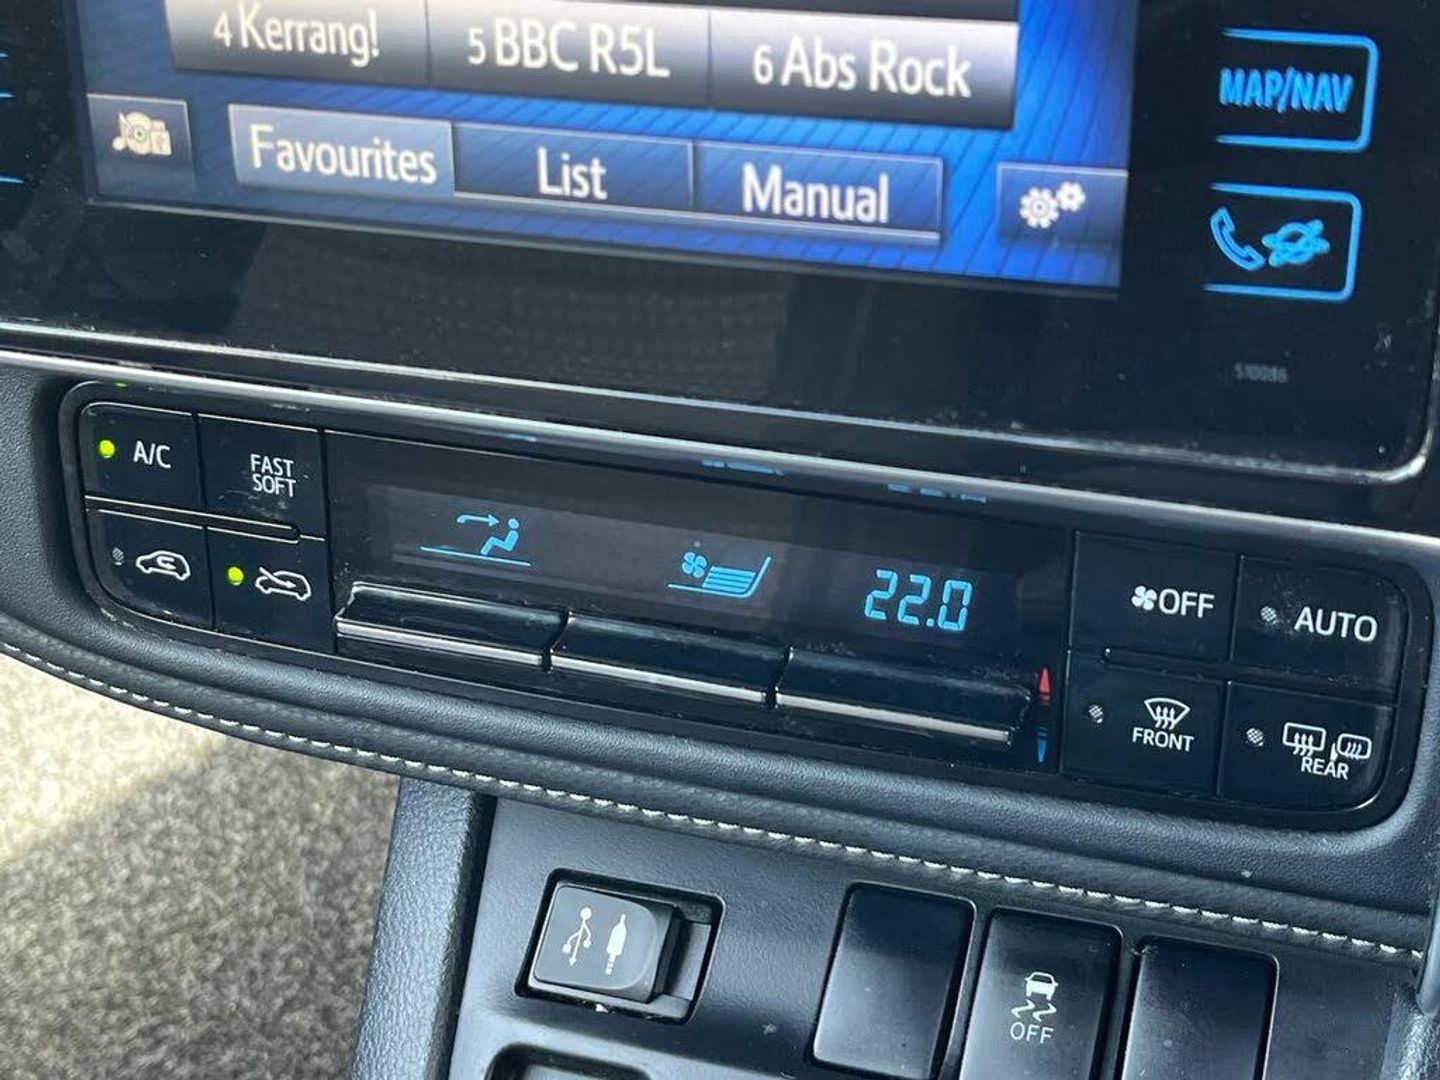 4 Kerrang!
5 BBC R5L
6 Abs Rock
MAP/NAV
Favourites
List
Manual
510086
A/C
FAST
SOFT
22.0
OFF
AUTO
FRONT
REAR
OFF